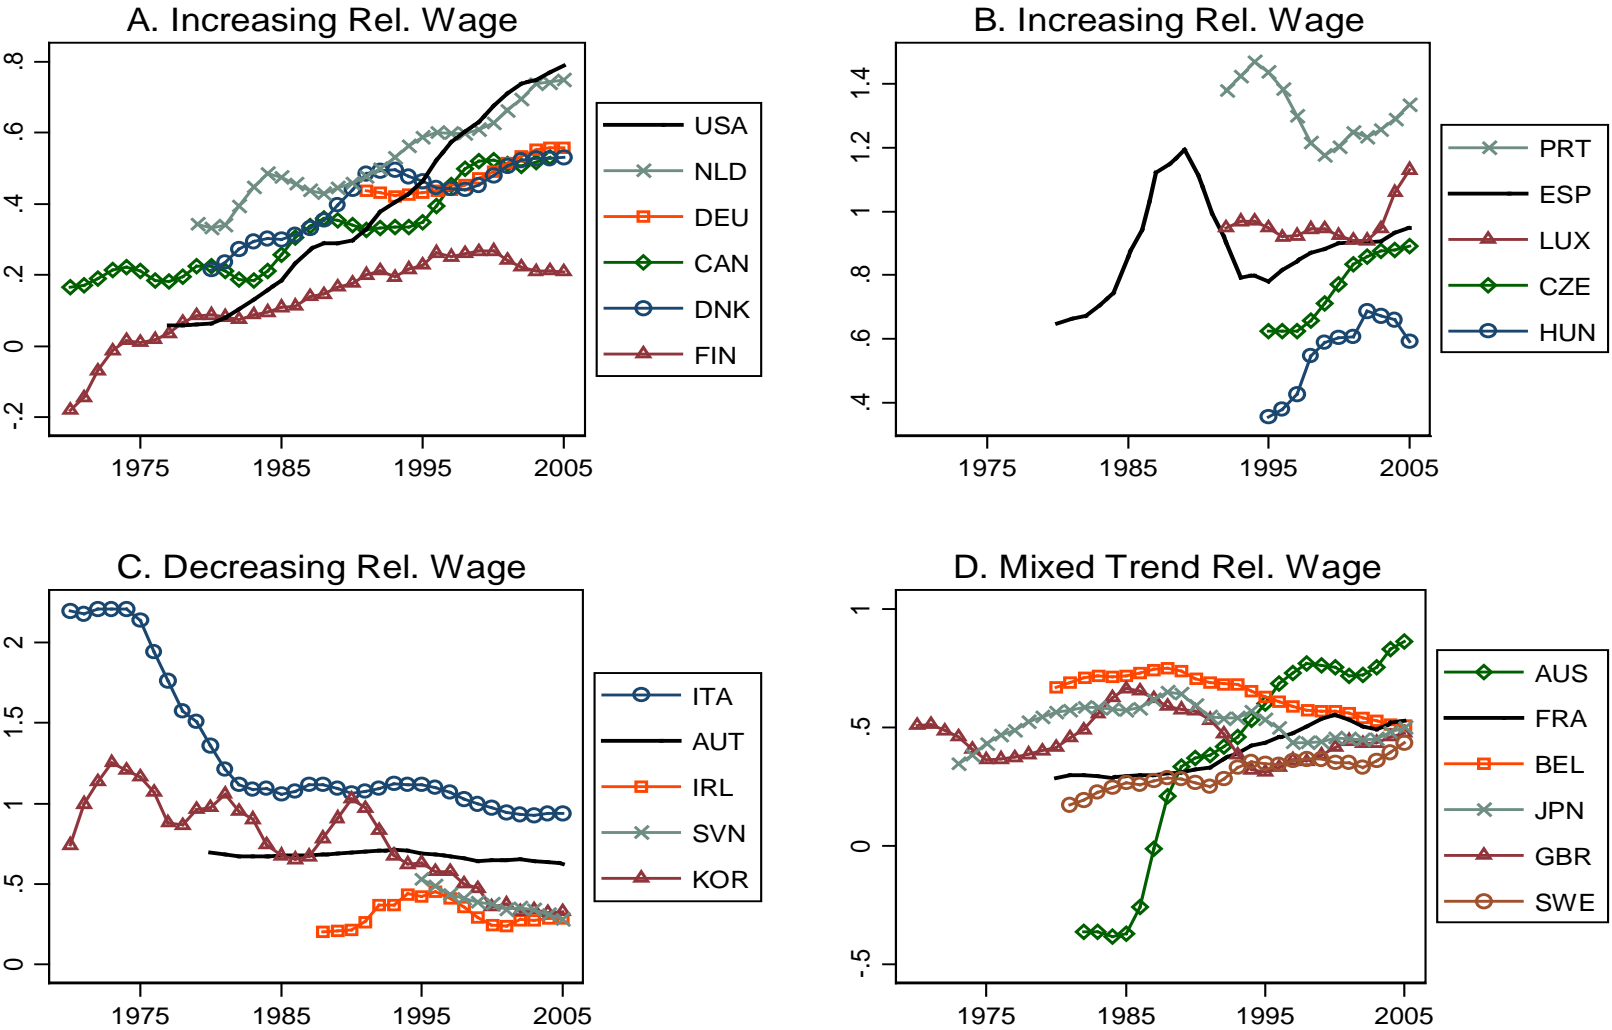 A. Increasing Rel. Wage
.8
.6
.4
.2
0
-.2
1975 1985 1995 2005
USA
NLD
DEU
CAN
DNK
FIN
B. Increasing Rel. Wage
1.4
1.2
1
.8
.6
.4
1975 1985 1995 2005
PRT
ESP
LUX
CZE
HUN
C. Decreasing Rel. Wage
2
1.5
1
.5
0
1975 1985 1995 2005
ITA
AUT
IRL
SVN
KOR
D. Mixed Trend Rel. Wage
1
.5
0
-.5
1975 1985 1995 2005
AUS
FRA
BEL
JPN
GBR
SWE